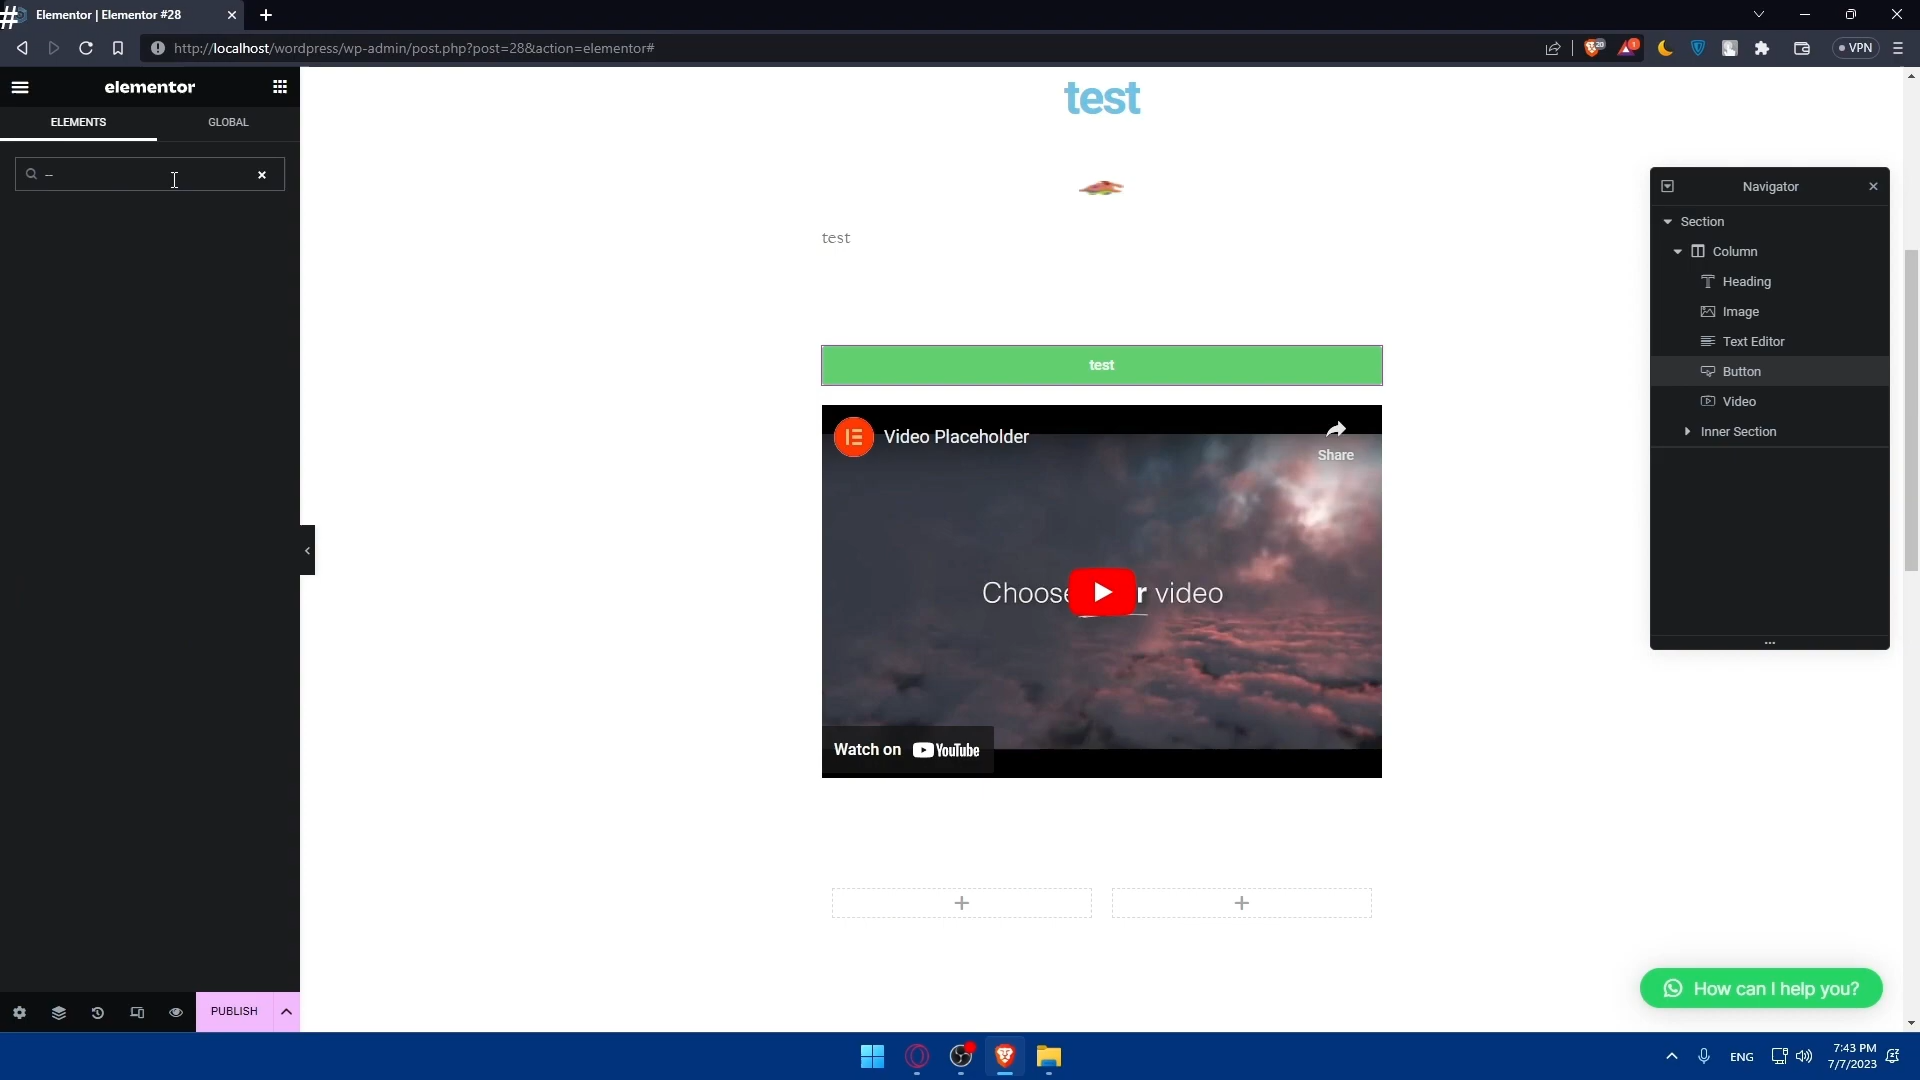 #
Elementor | Elementor #28
http://localhost/wordpress/wp-admin/post.php?post=28&action=elementor#
20
1
VPN
elementor
ELEMENTS
GLOBAL
–
test
test
test
Video Placeholder
Share
Choose r video
Watch on YouTube
Navigator
Section
Column
Heading
Image
Text Editor
Button
Video
Inner Section
How can I help you?
PUBLISH
ENG
7:43 PM
7/7/2023